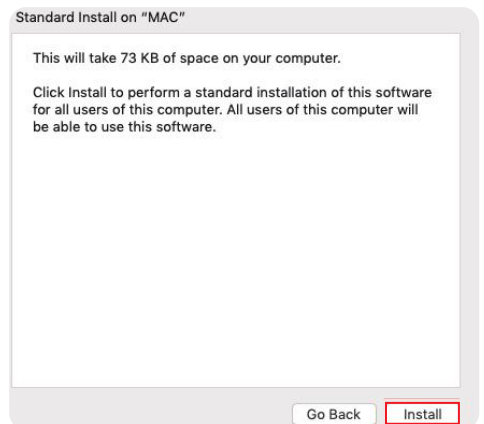 Standard Install on “MAC”
This will take 73 KB of space on your computer.
Click Install to perform a standard installation of this software
for all users of this computer. All users of this computer will
be able to use this software.
Go Back
Install